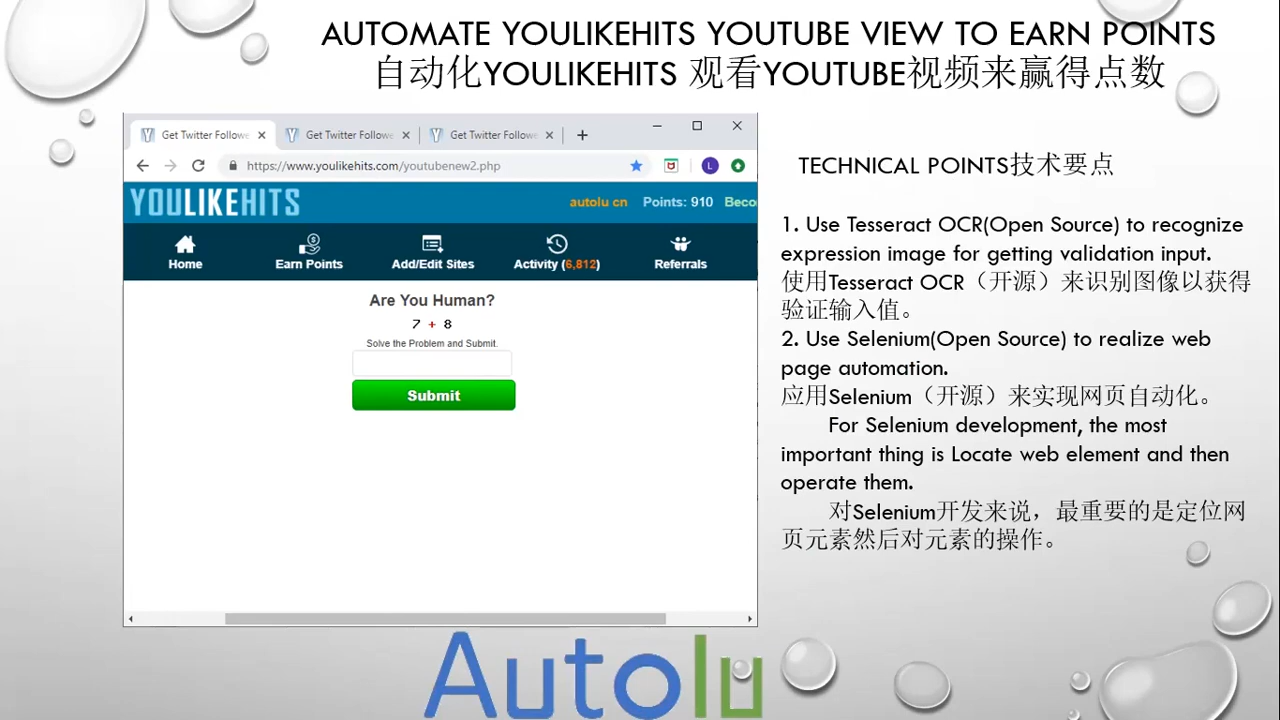 AUTOMATE YOULIKEHITS YOUTUBE VIEW TO EARN POINTS
自动化YOULIKEHITS 观看YOUTUBE视频来赢得点数
Get Twitter Followe
Get Twitter Followe
Get Twitter Followe
https://www.youlikehits.com/youtubenew2.php
L
YOULIKEHITS
autolu cn Points: 910 Beco
Home Earn Points Add/Edit Sites Activity (6,812) Referrals
Are You Human?
7 + 8
Solve the Problem and Submit.
Submit
TECHNICAL POINTS技术要点
1. Use Tesseract OCR(Open Source) to recognize
expression image for getting validation input.
使用Tesseract OCR（开源）来识别图像以获得
验证输入值。
2. Use Selenium(Open Source) to realize web
page automation.
应用Selenium（开源）来实现网页自动化。
For Selenium development, the most
important thing is Locate web element and then
operate them.
对Selenium开发来说，最重要的是定位网
页元素然后对元素的操作。
Autolu